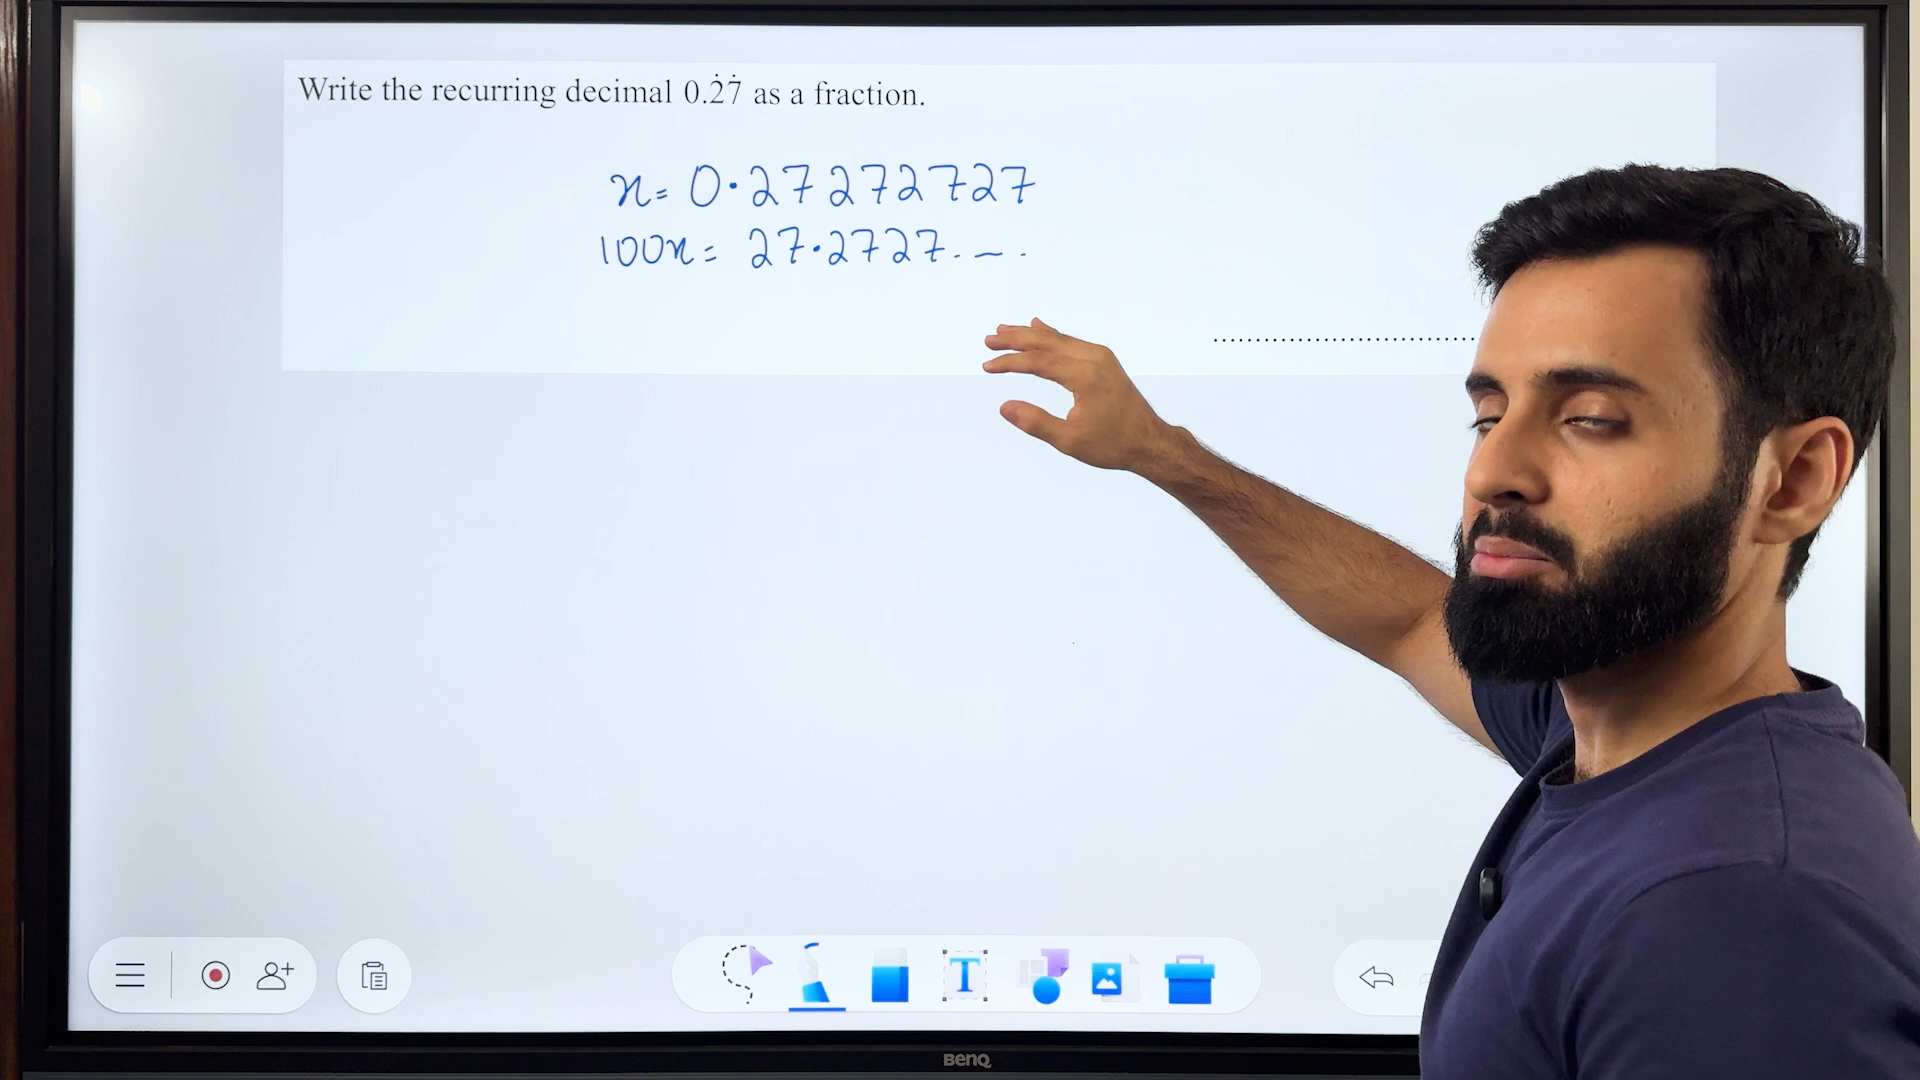 Write the recurring decimal 0.2̇7̇ as a fraction.
x = 0.27272727
100x = 27.2727....
................................
T
BenQ